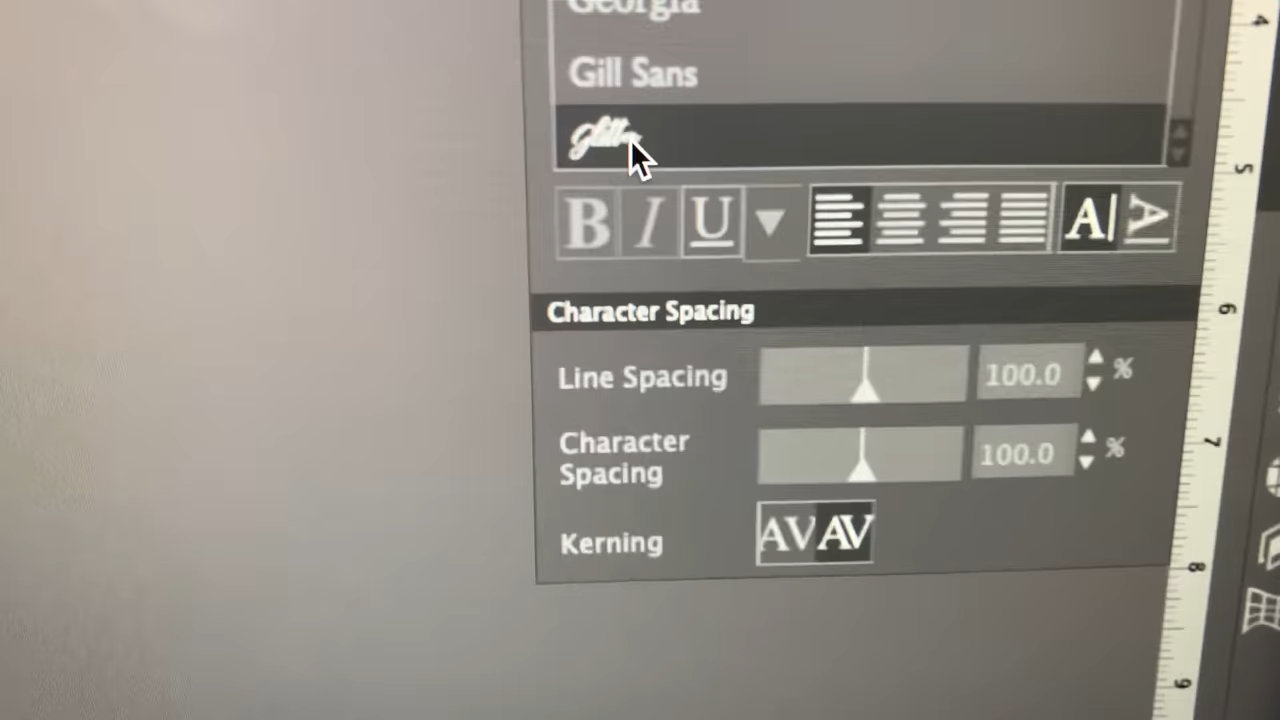 Georgia
Gill Sans
B I U A A
Character Spacing
Line Spacing 100.0 %
Character Spacing 100.0 %
Kerning AV AV
4
5
6
7
8
9